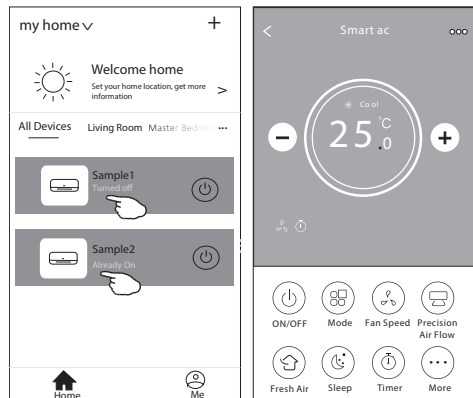 my home
Welcome home
Set your home location, get more
information
All Devices
Living Room
Master Bedroom
Sample1
Turned off
Sample2
Already On
Home
Me
Smart ac
Cool
25.0
°C
ON/OFF
Mode
Fan Speed
Precision
Air Flow
Fresh Air
Sleep
Timer
More